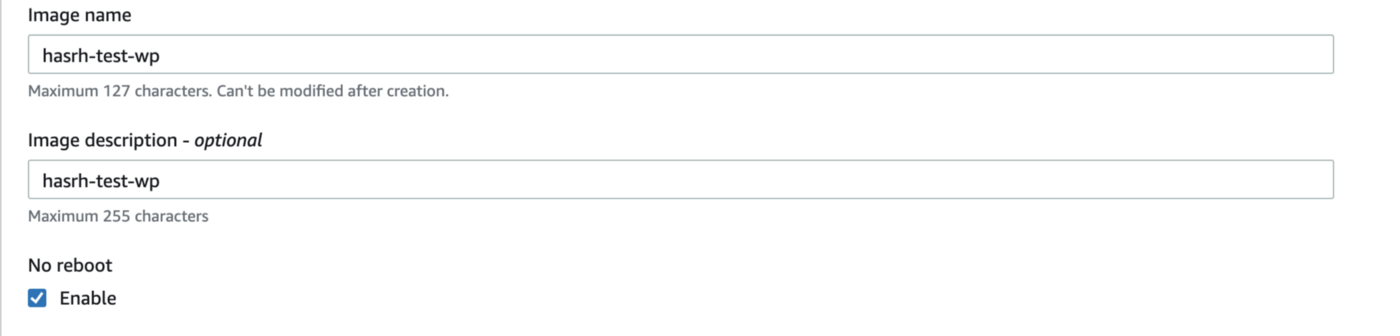 Image name
hasrh-test-wp
Maximum 127 characters. Can't be modified after creation.
Image description - optional
hasrh-test-wp
Maximum 255 characters
No reboot
Enable